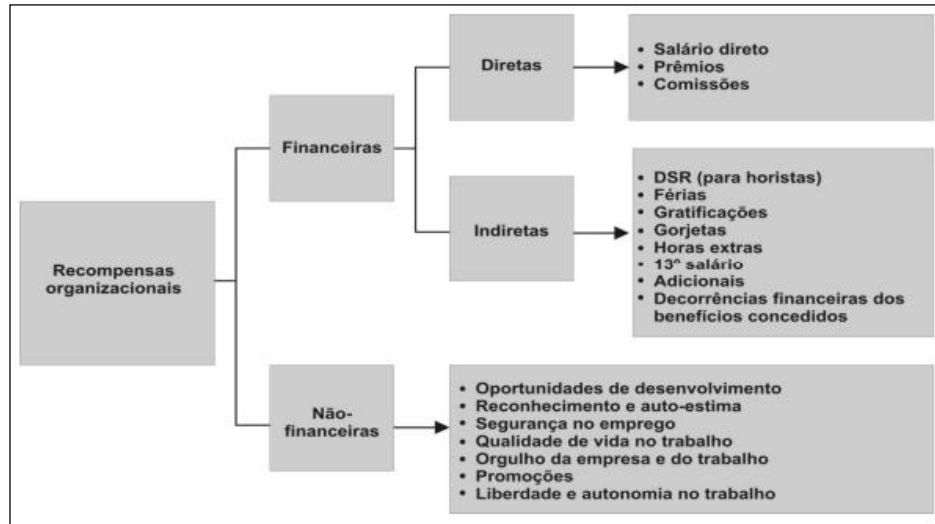 Recompensas
organizacionais
Financeiras
Diretas
• Salário direto
• Prêmios
• Comissões
Indiretas
• DSR (para horistas)
• Férias
• Gratificações
• Gorjetas
• Horas extras
• 13º salário
• Adicionais
• Decorrências financeiras dos
benefícios concedidos
Não-
financeiras
• Oportunidades de desenvolvimento
• Reconhecimento e auto-estima
• Segurança no emprego
• Qualidade de vida no trabalho
• Orgulho da empresa e do trabalho
• Promoções
• Liberdade e autonomia no trabalho